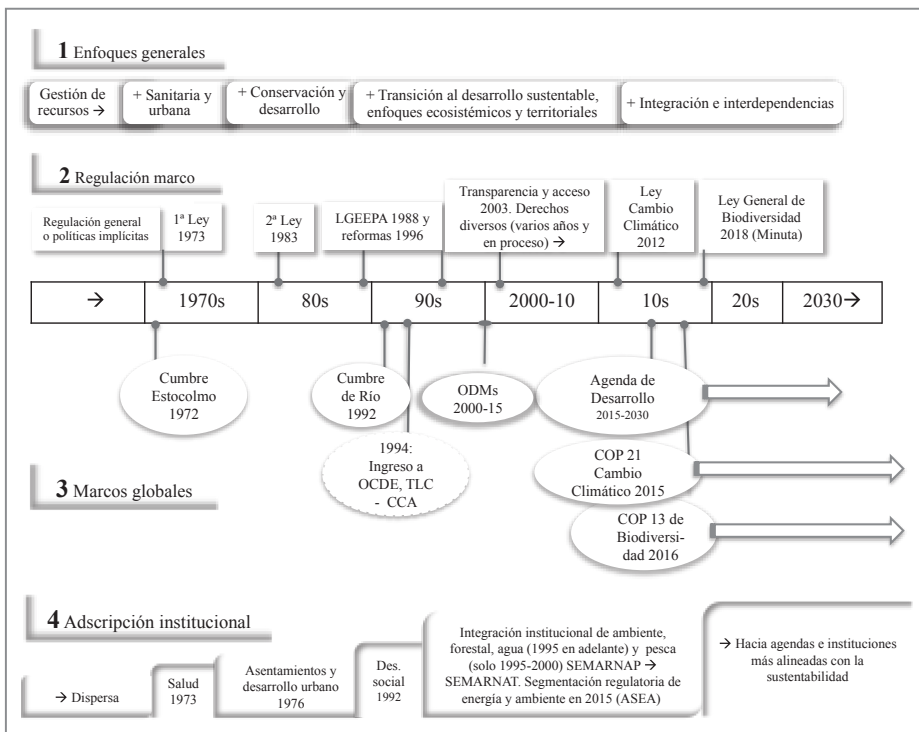 1 Enfoques generales
Gestión de
recursos →
+ Sanitaria y
urbana
+ Conservación y
desarrollo
+ Transición al desarrollo sustentable,
enfoques ecosistémicos y territoriales
+ Integración e interdependencias
2 Regulación marco
Regulación general
o políticas implícitas
1ª Ley
1973
2ª Ley
1983
LGEEPA 1988 y
reformas 1996
Transparencia y acceso
2003. Derechos
diversos (varios años y
en proceso) →
Ley
Cambio
Climático
2012
Ley General de
Biodiversidad
2018 (Minuta)
→ 1970s 80s 90s 2000-10 10s 20s 2030→
Cumbre
Estocolmo
1972
Cumbre
de Río
1992
ODMs
2000-15
Agenda de
Desarrollo
2015-2030
1994:
Ingreso a
OCDE, TLC
- CCA
COP 21
Cambio
Climático 2015
3 Marcos globales
COP 13 de
Biodiversi-
dad 2016
4 Adscripción institucional
→ Dispersa
Salud
1973
Asentamientos y
desarrollo urbano
1976
Des.
social
1992
Integración institucional de ambiente,
forestal, agua (1995 en adelante) y pesca
(solo 1995-2000) SEMARNAP →
SEMARNAT. Segmentación regulatoria de
energía y ambiente en 2015 (ASEA)
→ Hacia agendas e instituciones
más alineadas con la
sustentabilidad